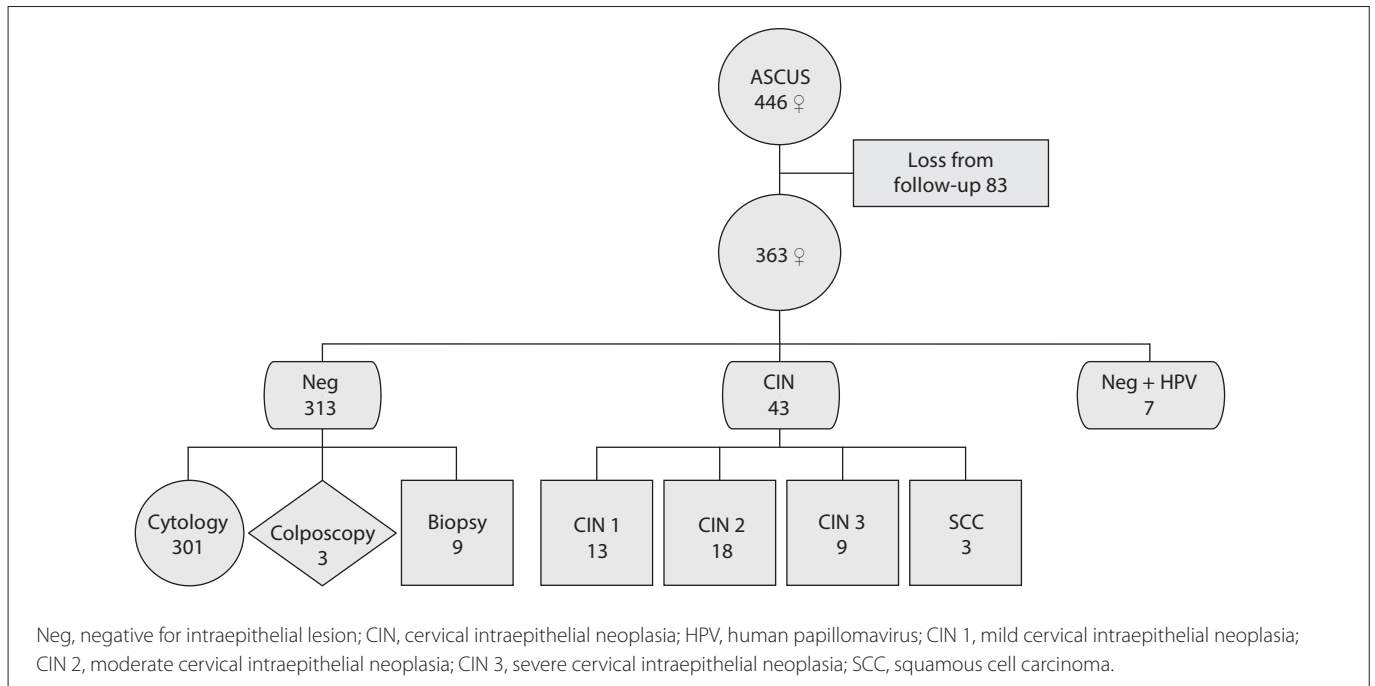 ASCUS
446 ♀
Loss from
follow-up 83
363 ♀
Neg
313
CIN
43
Neg + HPV
7
Cytology
301
Colposcopy
3
Biopsy
9
CIN 1
13
CIN 2
18
CIN 3
9
SCC
3
Neg, negative for intraepithelial lesion; CIN, cervical intraepithelial neoplasia; HPV, human papillomavirus; CIN 1, mild cervical intraepithelial neoplasia;
CIN 2, moderate cervical intraepithelial neoplasia; CIN 3, severe cervical intraepithelial neoplasia; SCC, squamous cell carcinoma.